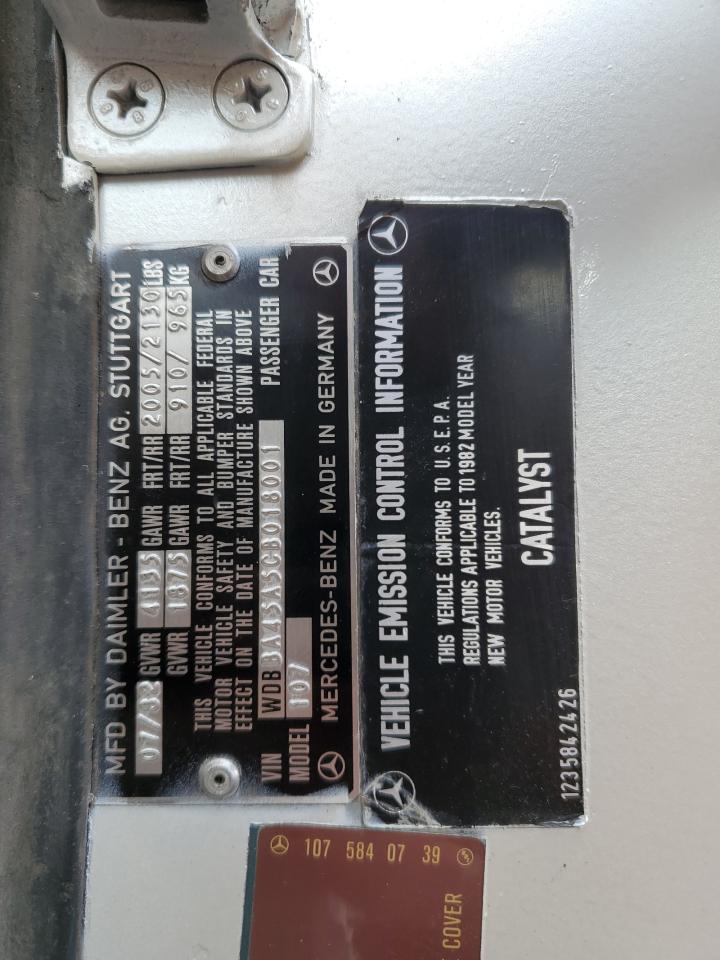 MFD BY DAIMLER - BENZ AG. STUTTGART
07/82 GVWR 4135 GAWR FRT/RR 2005/2130 LBS
GVWR 1875 GAWR FRT/RR 910/ 965 KG
THIS VEHICLE CONFORMS TO ALL APPLICABLE FEDERAL
MOTOR VEHICLE SAFETY AND BUMPER STANDARDS IN
EFFECT ON THE DATE OF MANUFACTURE SHOWN ABOVE
VIN WDBBA45A5CB018001 PASSENGER CAR
MODEL 107
MERCEDES-BENZ MADE IN GERMANY
VEHICLE EMISSION CONTROL INFORMATION
THIS VEHICLE CONFORMS TO U.S.E.P.A.
REGULATIONS APPLICABLE TO 1982 MODEL YEAR
NEW MOTOR VEHICLES.
CATALYST
1235842426
107 584 07 39
COVER